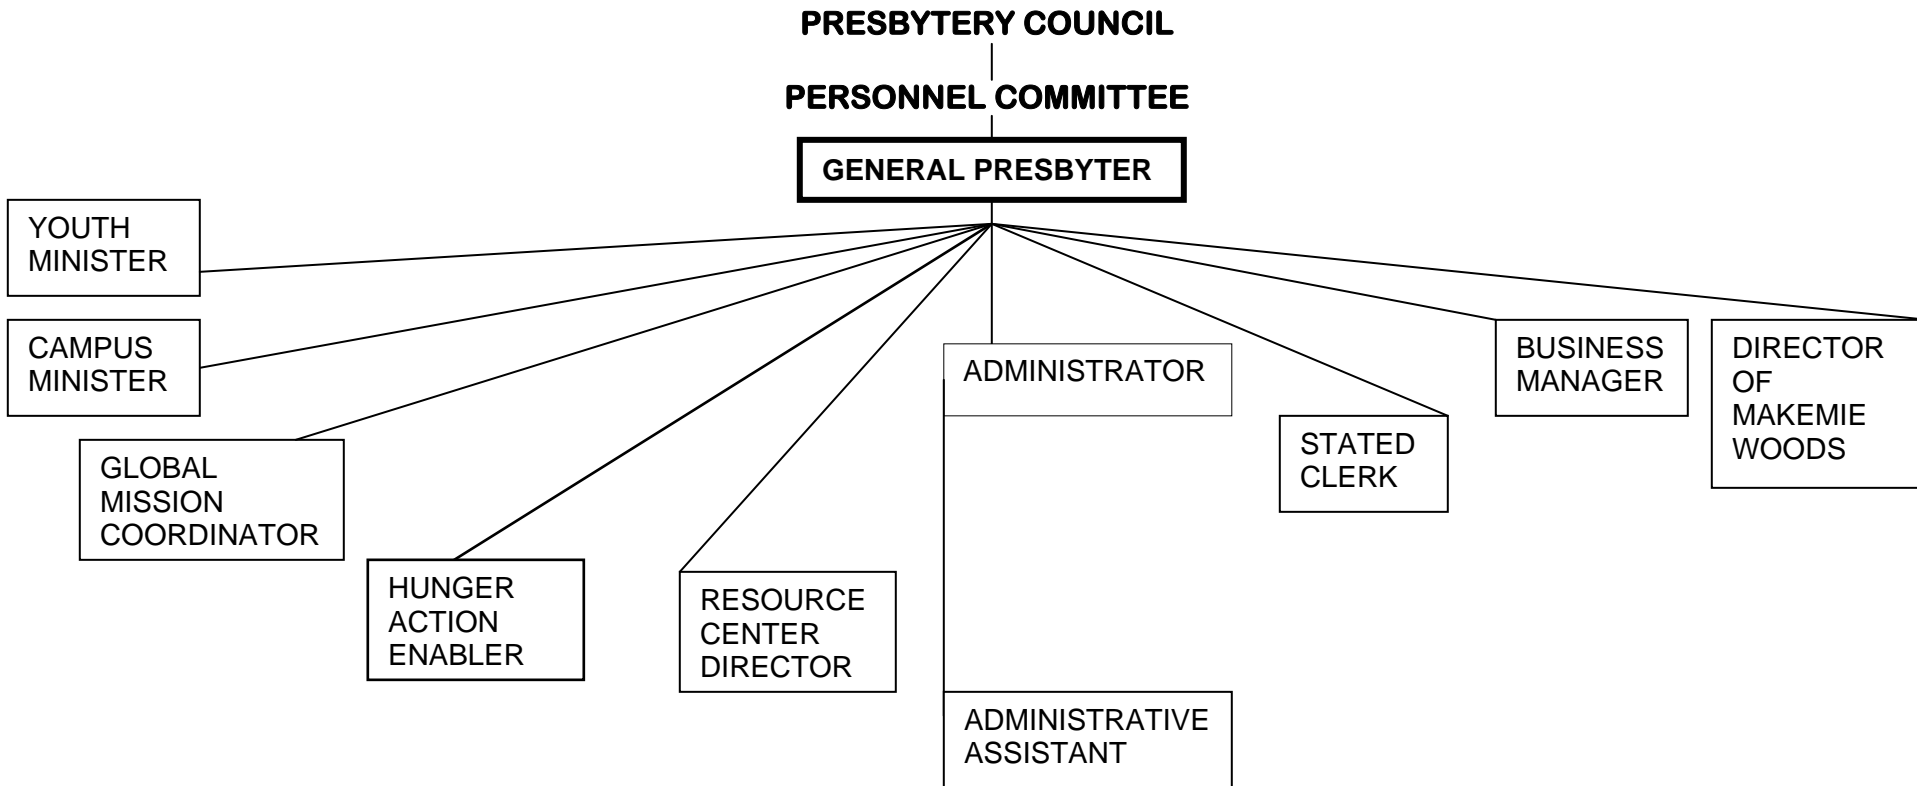 PRESBYTERY COUNCIL
PERSONNEL COMMITTEE
GENERAL PRESBYTER
YOUTH
MINISTER
CAMPUS
MINISTER
GLOBAL
MISSION
COORDINATOR
HUNGER
ACTION
ENABLER
RESOURCE
CENTER
DIRECTOR
ADMINISTRATOR
ADMINISTRATIVE
ASSISTANT
STATED
CLERK
BUSINESS
MANAGER
DIRECTOR
OF
MAKEMIE
WOODS